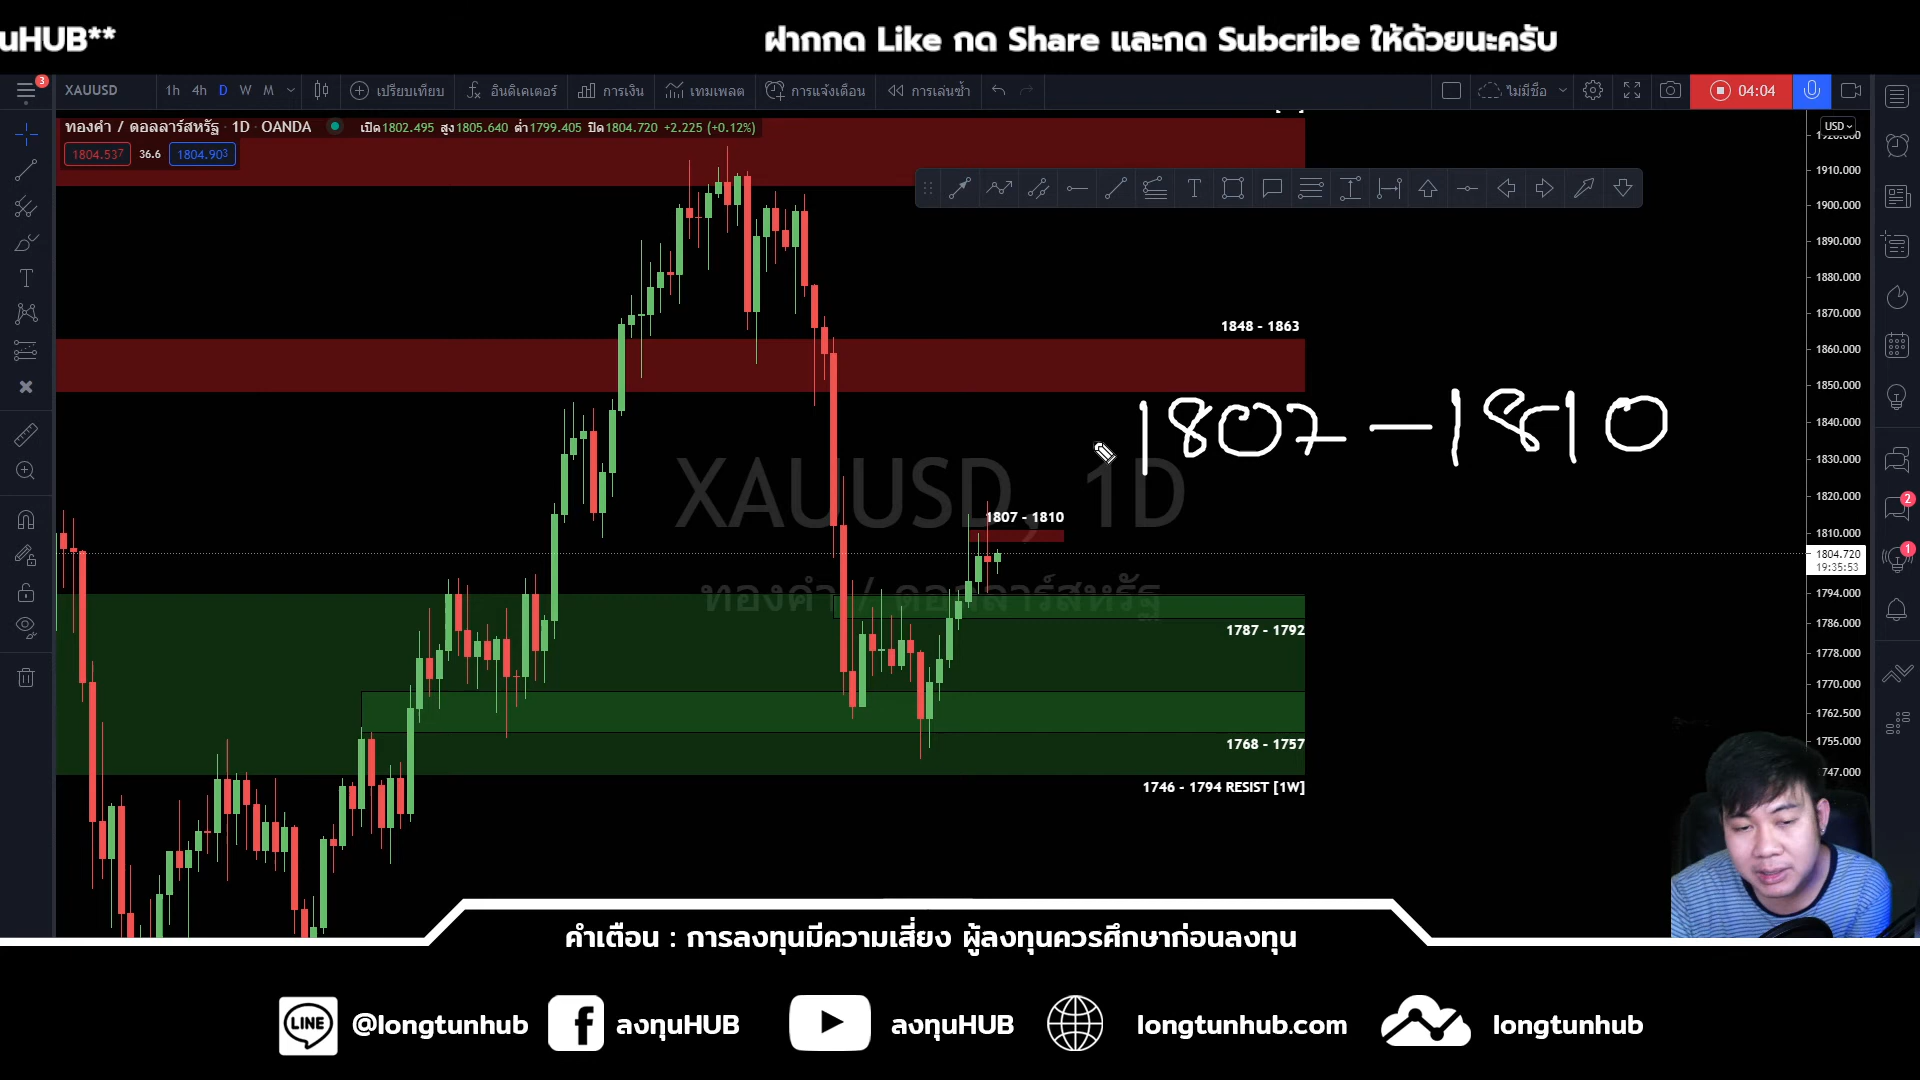 uHUB**
ฝากกด Like กด Share และกด Subcribe ให้ด้วยนะครับ
3
XAUUSD 1h 4h D W M เปรียบเทียบ อินดิเคเตอร์ การเงิน เทมเพลต การแจ้งเตือน การเล่นซ้ำ ไม่มีชื่อ 04:04
ทองคำ / ดอลลาร์สหรัฐ · 1D · OANDA เปิด1802.495 สูง1805.640 ต่ำ1799.405 ปิด1804.720 +2.225 (+0.12%)
USD
1804.537 36.6 1804.903
1910.000
1900.000
1890.000
1880.000
1870.000
1848 - 1863
1860.000
1850.000
1840.000
1807 - 1810
1830.000
XAUUSD, 1D
1820.000
2
1807 - 1810
1810.000
1804.720
1
19:35:53
ทองคำ / ดอลลาร์สหรัฐ
1794.000
1786.000
1787 - 1792
1778.000
1770.000
1762.500
1768 - 1757
1755.000
1746 - 1794 RESIST [1W]
คำเตือน : การลงทุนมีความเสี่ยง ผู้ลงทุนควรศึกษาก่อนลงทุน
LINE @longtunhub ลงทุนHUB ลงทุนHUB longtunhub.com longtunhub